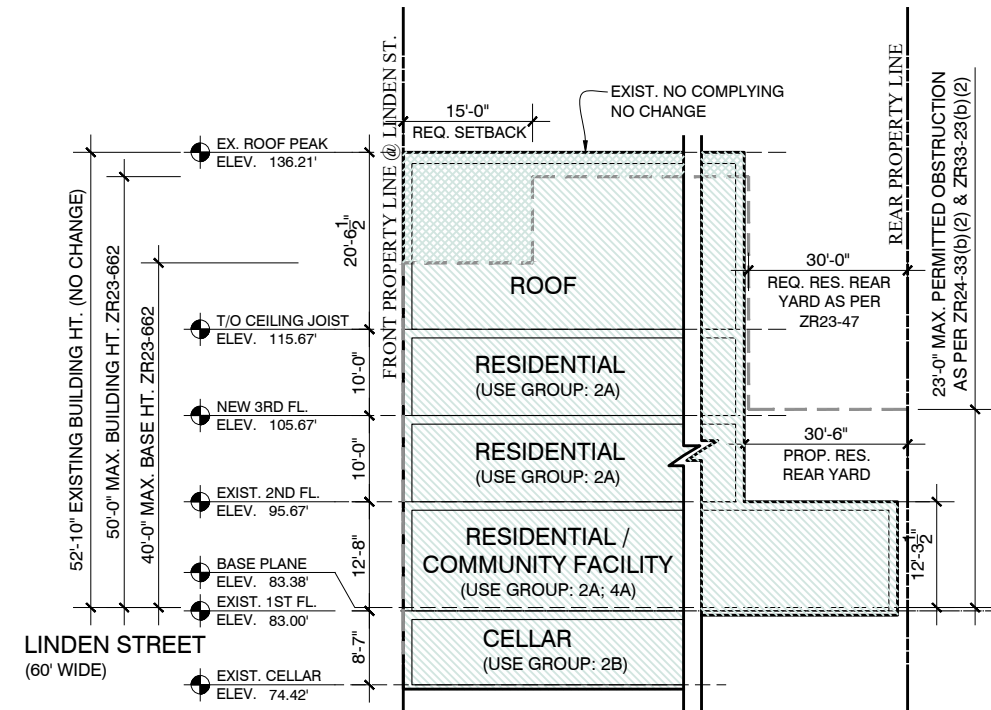 15'-0"
REQ. SETBACK
EXIST. NO COMPLYING
NO CHANGE
EX. ROOF PEAK
ELEV. 136.21'
T/O CEILING JOIST
ELEV. 115.67'
NEW 3RD FL.
ELEV. 105.67'
EXIST. 2ND FL.
ELEV. 95.67'
BASE PLANE
ELEV. 83.38'
EXIST. 1ST FL.
ELEV. 83.00'
EXIST. CELLAR
ELEV. 74.42'
52'-10" EXISTING BUILDING HT. (NO CHANGE)
50'-0" MAX. BUILDING HT. ZR23-662
40'-0" MAX. BASE HT. ZR23-662
20'-6 1/2"
10'-0"
10'-0"
12'-8"
8'-7"
FRONT PROPERTY LINE @ LINDEN ST.
ROOF
RESIDENTIAL
(USE GROUP: 2A)
RESIDENTIAL
(USE GROUP: 2A)
RESIDENTIAL /
COMMUNITY FACILITY
(USE GROUP: 2A; 4A)
CELLAR
(USE GROUP: 2B)
30'-0"
REQ. RES. REAR
YARD AS PER
ZR23-47
30'-6"
PROP. RES.
REAR YARD
12'-3 1/2"
REAR PROPERTY LINE
23'-0" MAX. PERMITTED OBSTRUCTION
AS PER ZR24-33(b)(2) & ZR33-23(b)(2)
LINDEN STREET
(60' WIDE)